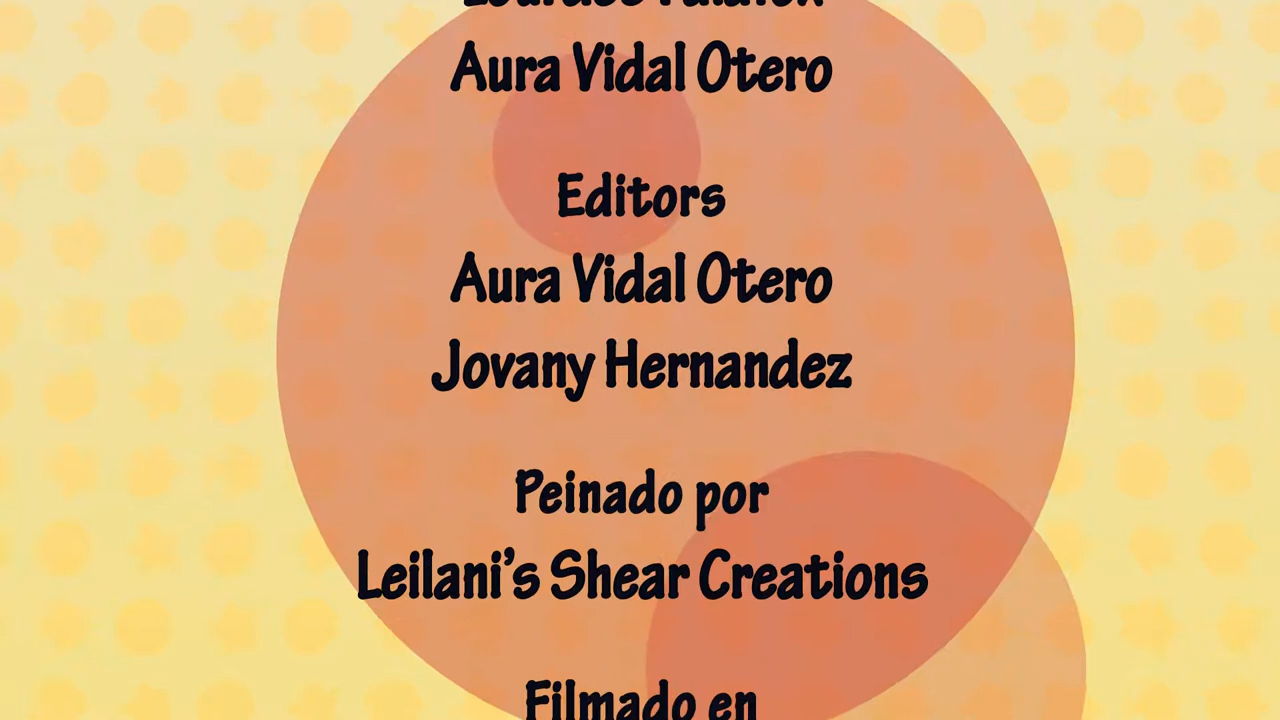 Aura Vidal Otero
Editors
Aura Vidal Otero
Jovany Hernandez
Peinado por
Leilani's Shear Creations
Filmado en